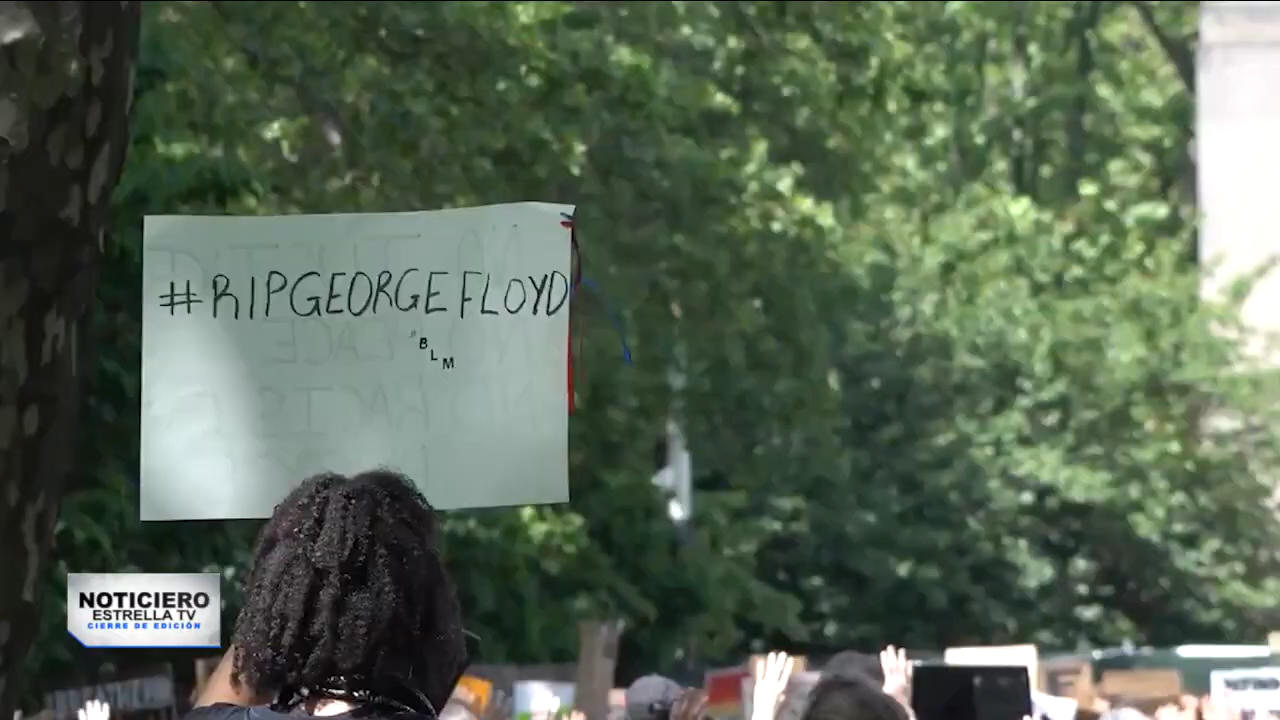 #RIPGEORGEFLOYD
#BLM
NOTICIERO
ESTRELLA TV
CIERRE DE EDICIÓN